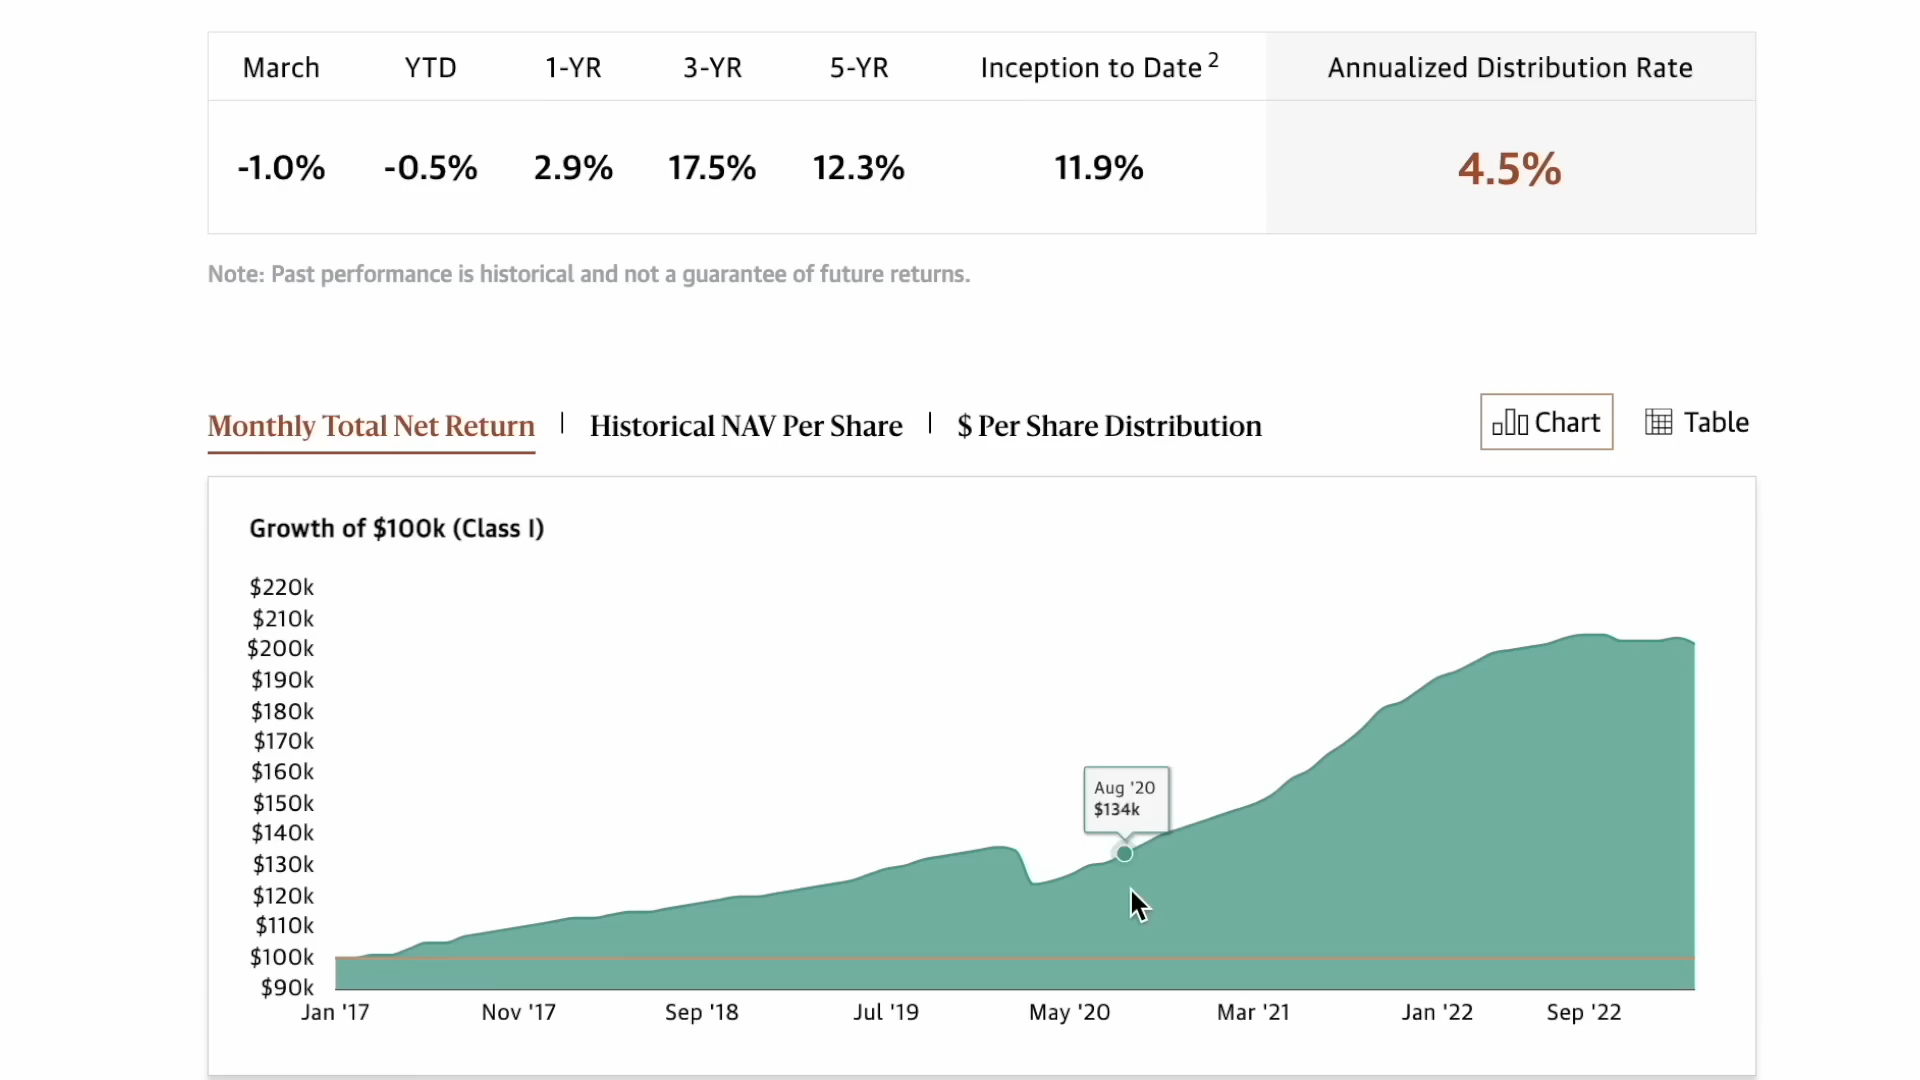 March YTD 1-YR 3-YR 5-YR Inception to Date 2 Annualized Distribution Rate
-1.0% -0.5% 2.9% 17.5% 12.3% 11.9% 4.5%
Note: Past performance is historical and not a guarantee of future returns.
Monthly Total Net Return | Historical NAV Per Share | $ Per Share Distribution Chart Table
Growth of $100k (Class I)
$220k
$210k
$200k
$190k
$180k
$170k
$160k
$150k
$140k
$130k
$120k
$110k
$100k
$90k
Aug '20
$134k
Jan '17 Nov '17 Sep '18 Jul '19 May '20 Mar '21 Jan '22 Sep '22